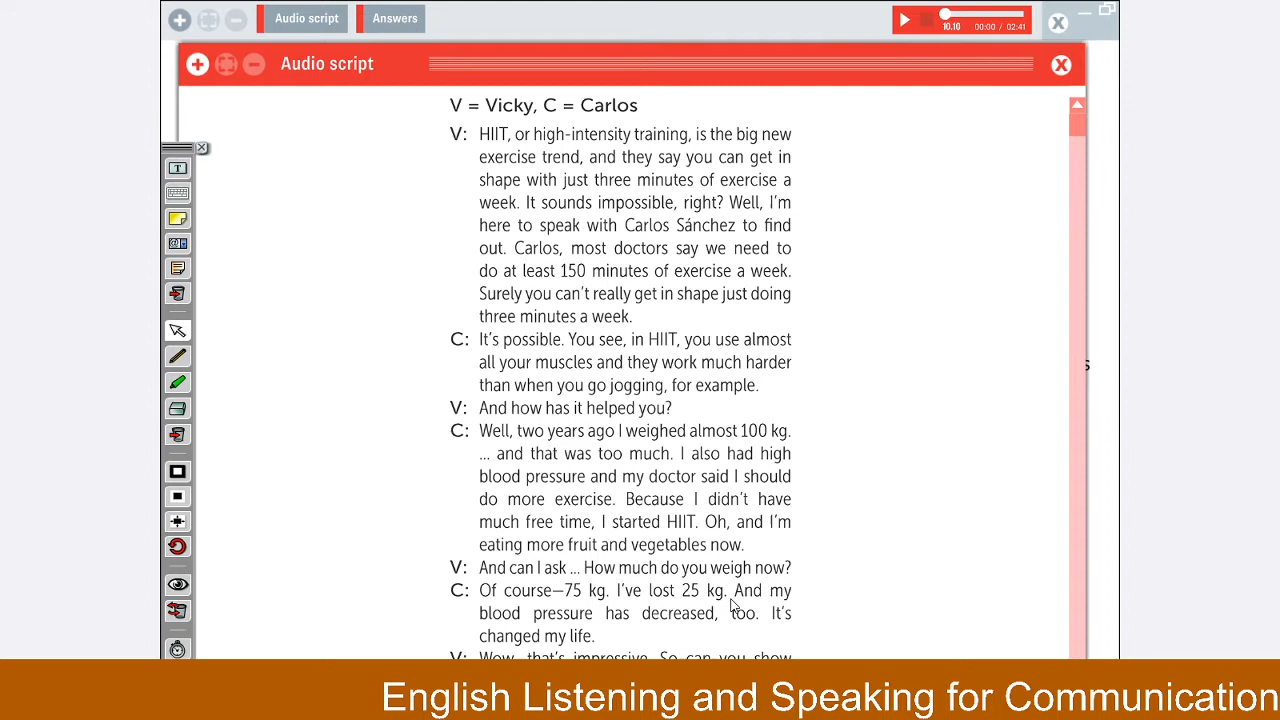 Audio script
Answers
10.10
00:00 / 02:41
Audio script
V = Vicky, C = Carlos
V: HIIT, or high-intensity training, is the big new
exercise trend, and they say you can get in
shape with just three minutes of exercise a
week. It sounds impossible, right? Well, I'm
here to speak with Carlos Sánchez to find
out. Carlos, most doctors say we need to
do at least 150 minutes of exercise a week.
Surely you can't really get in shape just doing
three minutes a week.
C: It's possible. You see, in HIIT, you use almost
all your muscles and they work much harder
than when you go jogging, for example.
V: And how has it helped you?
C: Well, two years ago I weighed almost 100 kg.
... and that was too much. I also had high
blood pressure and my doctor said I should
do more exercise. Because I didn't have
much free time, I started HIIT. Oh, and I'm
eating more fruit and vegetables now.
V: And can I ask ... How much do you weigh now?
C: Of course—75 kg. I've lost 25 kg. And my
blood pressure has decreased, too. It's
changed my life.
V: Wow, that's impressive. So can you show
English Listening and Speaking for Communication